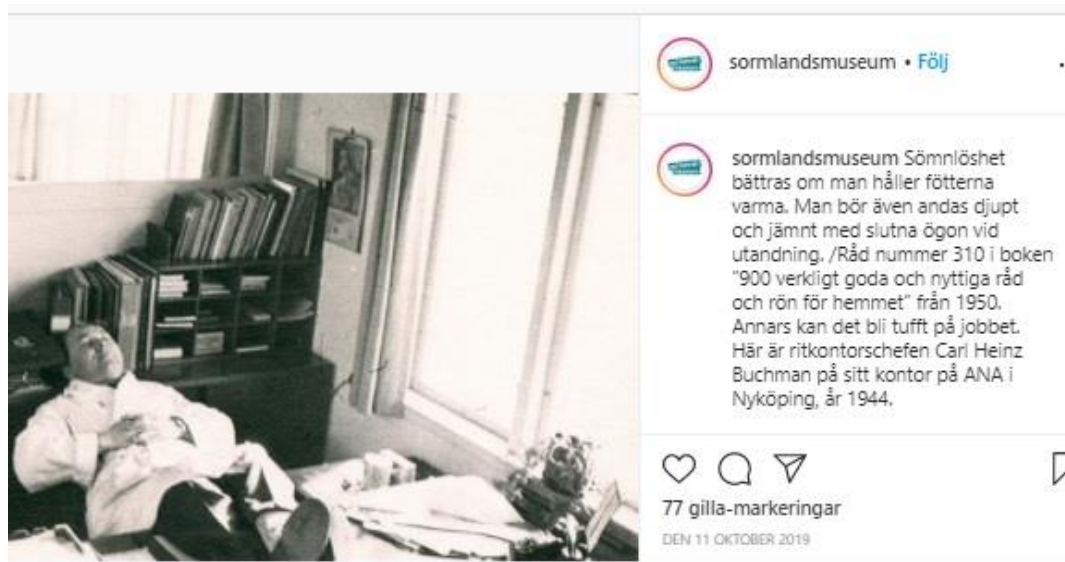 sormlandsmuseum • Följ
sormlandsmuseum Sömnlöshet
bättras om man håller fötterna
varma. Man bör även andas djupt
och jämnt med slutna ögon vid
utandning. /Råd nummer 310 i boken
"900 verkligt goda och nyttiga råd
och rön för hemmet" från 1950.
Annars kan det bli tufft på jobbet.
Här är ritkontorschefen Carl Heinz
Buchman på sitt kontor på ANA i
Nyköping, år 1944.
77 gilla-markeringar
DEN 11 OKTOBER 2019